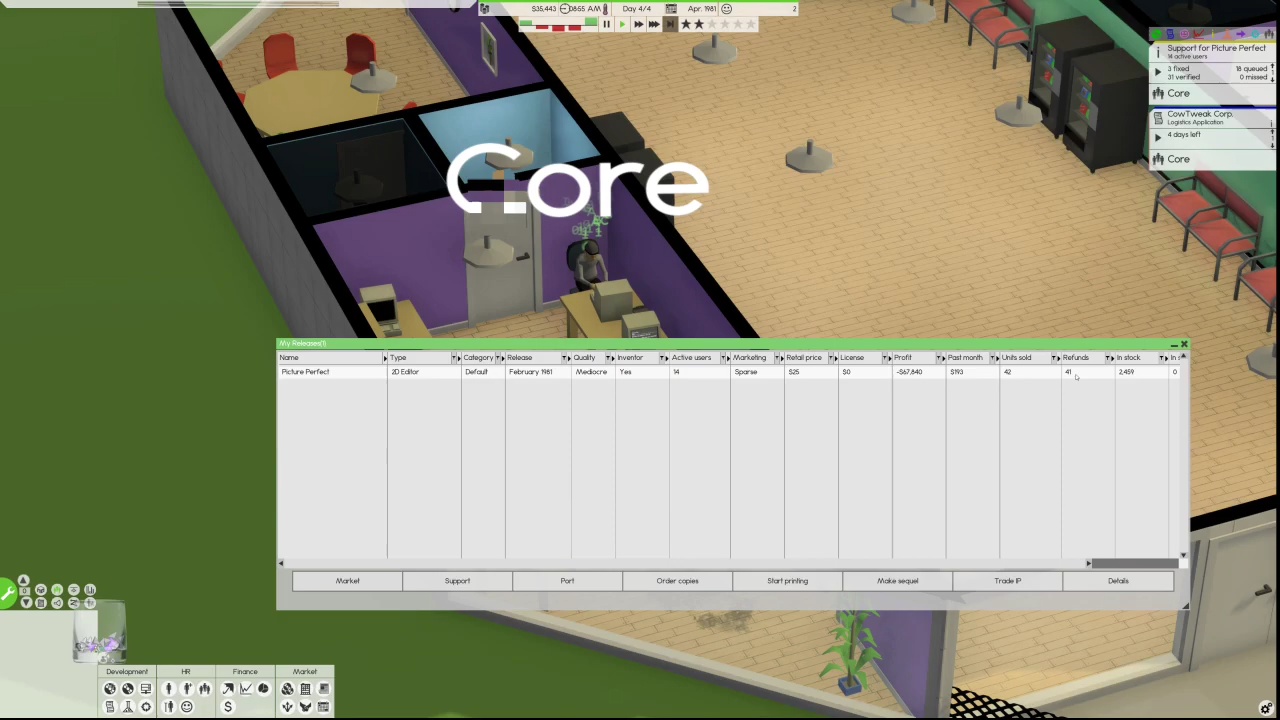 $35,443 0855 AM Day 4/4 Apr. 1981 2
Support for Picture Perfect
14 active users
3 fixed 18 queued
31 verified 0 missed
Core
CowTweak Corp.
Logistics Application
4 days left
Core
Core
My Releases(1)
Name Type Category Release Quality Inventor Active users Marketing Retail price License Profit Past month Units sold Refunds In stock In s
Picture Perfect 2D Editor Default February 1981 Mediocre Yes 14 Sparse $25 $0 -$67,840 $193 42 41 2,459 0
Market Support Port Order copies Start printing Make sequel Trade IP Details
Development HR Finance Market